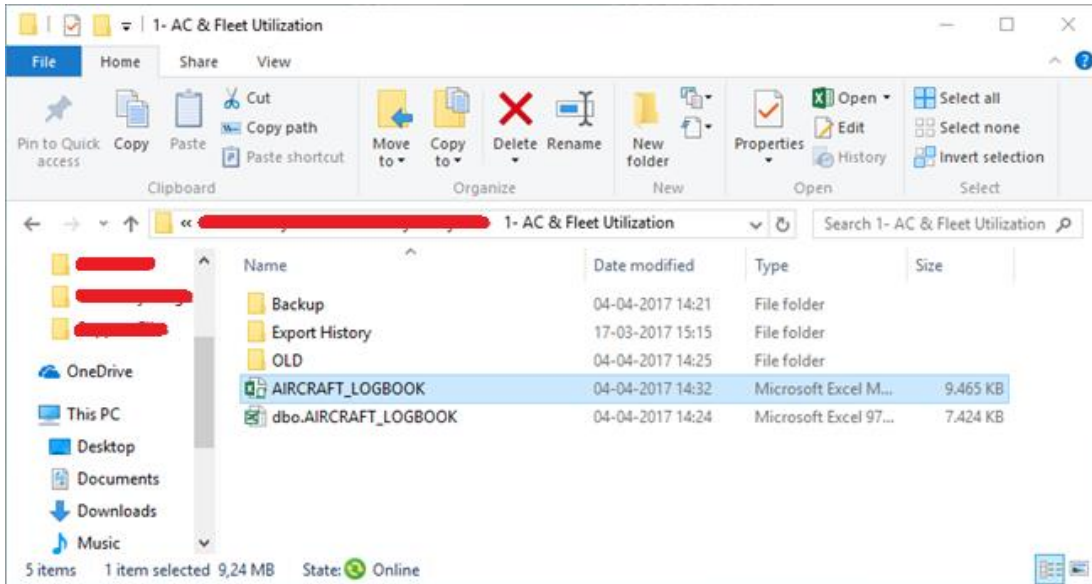 1- AC & Fleet Utilization
File Home Share View
Pin to Quick access
Copy
Paste
Cut
Copy path
Paste shortcut
Move to
Copy to
Delete
Rename
New folder
Properties
Open
Edit
History
Select all
Select none
Invert selection
Clipboard Organize New Open Select
« 1- AC & Fleet Utilization
Search 1- AC & Fleet Utilization
Name Date modified Type Size
Backup 04-04-2017 14:21 File folder
Export History 17-03-2017 15:15 File folder
OLD 04-04-2017 14:25 File folder
AIRCRAFT_LOGBOOK 04-04-2017 14:32 Microsoft Excel M... 9.465 KB
dbo.AIRCRAFT_LOGBOOK 04-04-2017 14:24 Microsoft Excel 97... 7.424 KB
OneDrive
This PC
Desktop
Documents
Downloads
Music
5 items 1 item selected 9,24 MB State: Online